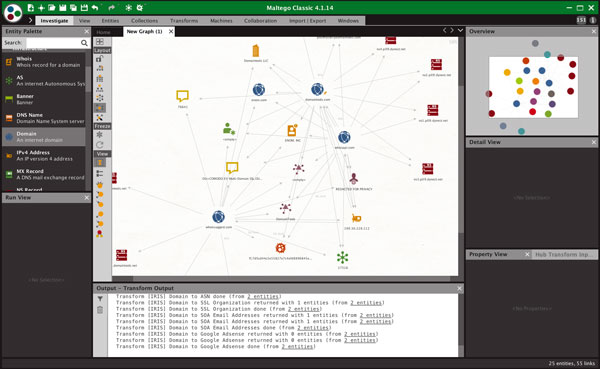 Maltego Classic 4.1.14
Investigate View Entities Collections Transforms Machines Collaboration Import | Export Windows
Entity Palette
Search:
Whois
Whois record for a domain
AS
An internet Autonomous Sys
Banner
Banner
DNS Name
Domain Name System server
Domain
An internet domain
IPv4 Address
An IP version 4 address
MX Record
A DNS mail exchange record
NS Record
Run View
<No Selection>
Layout
Freeze
View
New Graph (1)
REDACTED FOR PRIVACY
Output - Transform Output
Transform [IRIS] Domain to ASN done (from 2 entities)
Transform [IRIS] Domain to SSL Organization returned with 1 entities (from 2 entities)
Transform [IRIS] Domain to SSL Organization done (from 2 entities)
Transform [IRIS] Domain to SOA Email Addresses returned with 1 entities (from 2 entities)
Transform [IRIS] Domain to SOA Email Addresses returned with 1 entities (from 2 entities)
Transform [IRIS] Domain to SOA Email Addresses done (from 2 entities)
Transform [IRIS] Domain to Google Adsense returned with 0 entities (from 2 entities)
Transform [IRIS] Domain to Google Adsense returned with 0 entities (from 2 entities)
Transform [IRIS] Domain to Google Adsense done (from 2 entities)
Overview
Detail View
<No Selection>
Property View
Hub Transform Inp...
<No Properties>
25 entities, 55 links